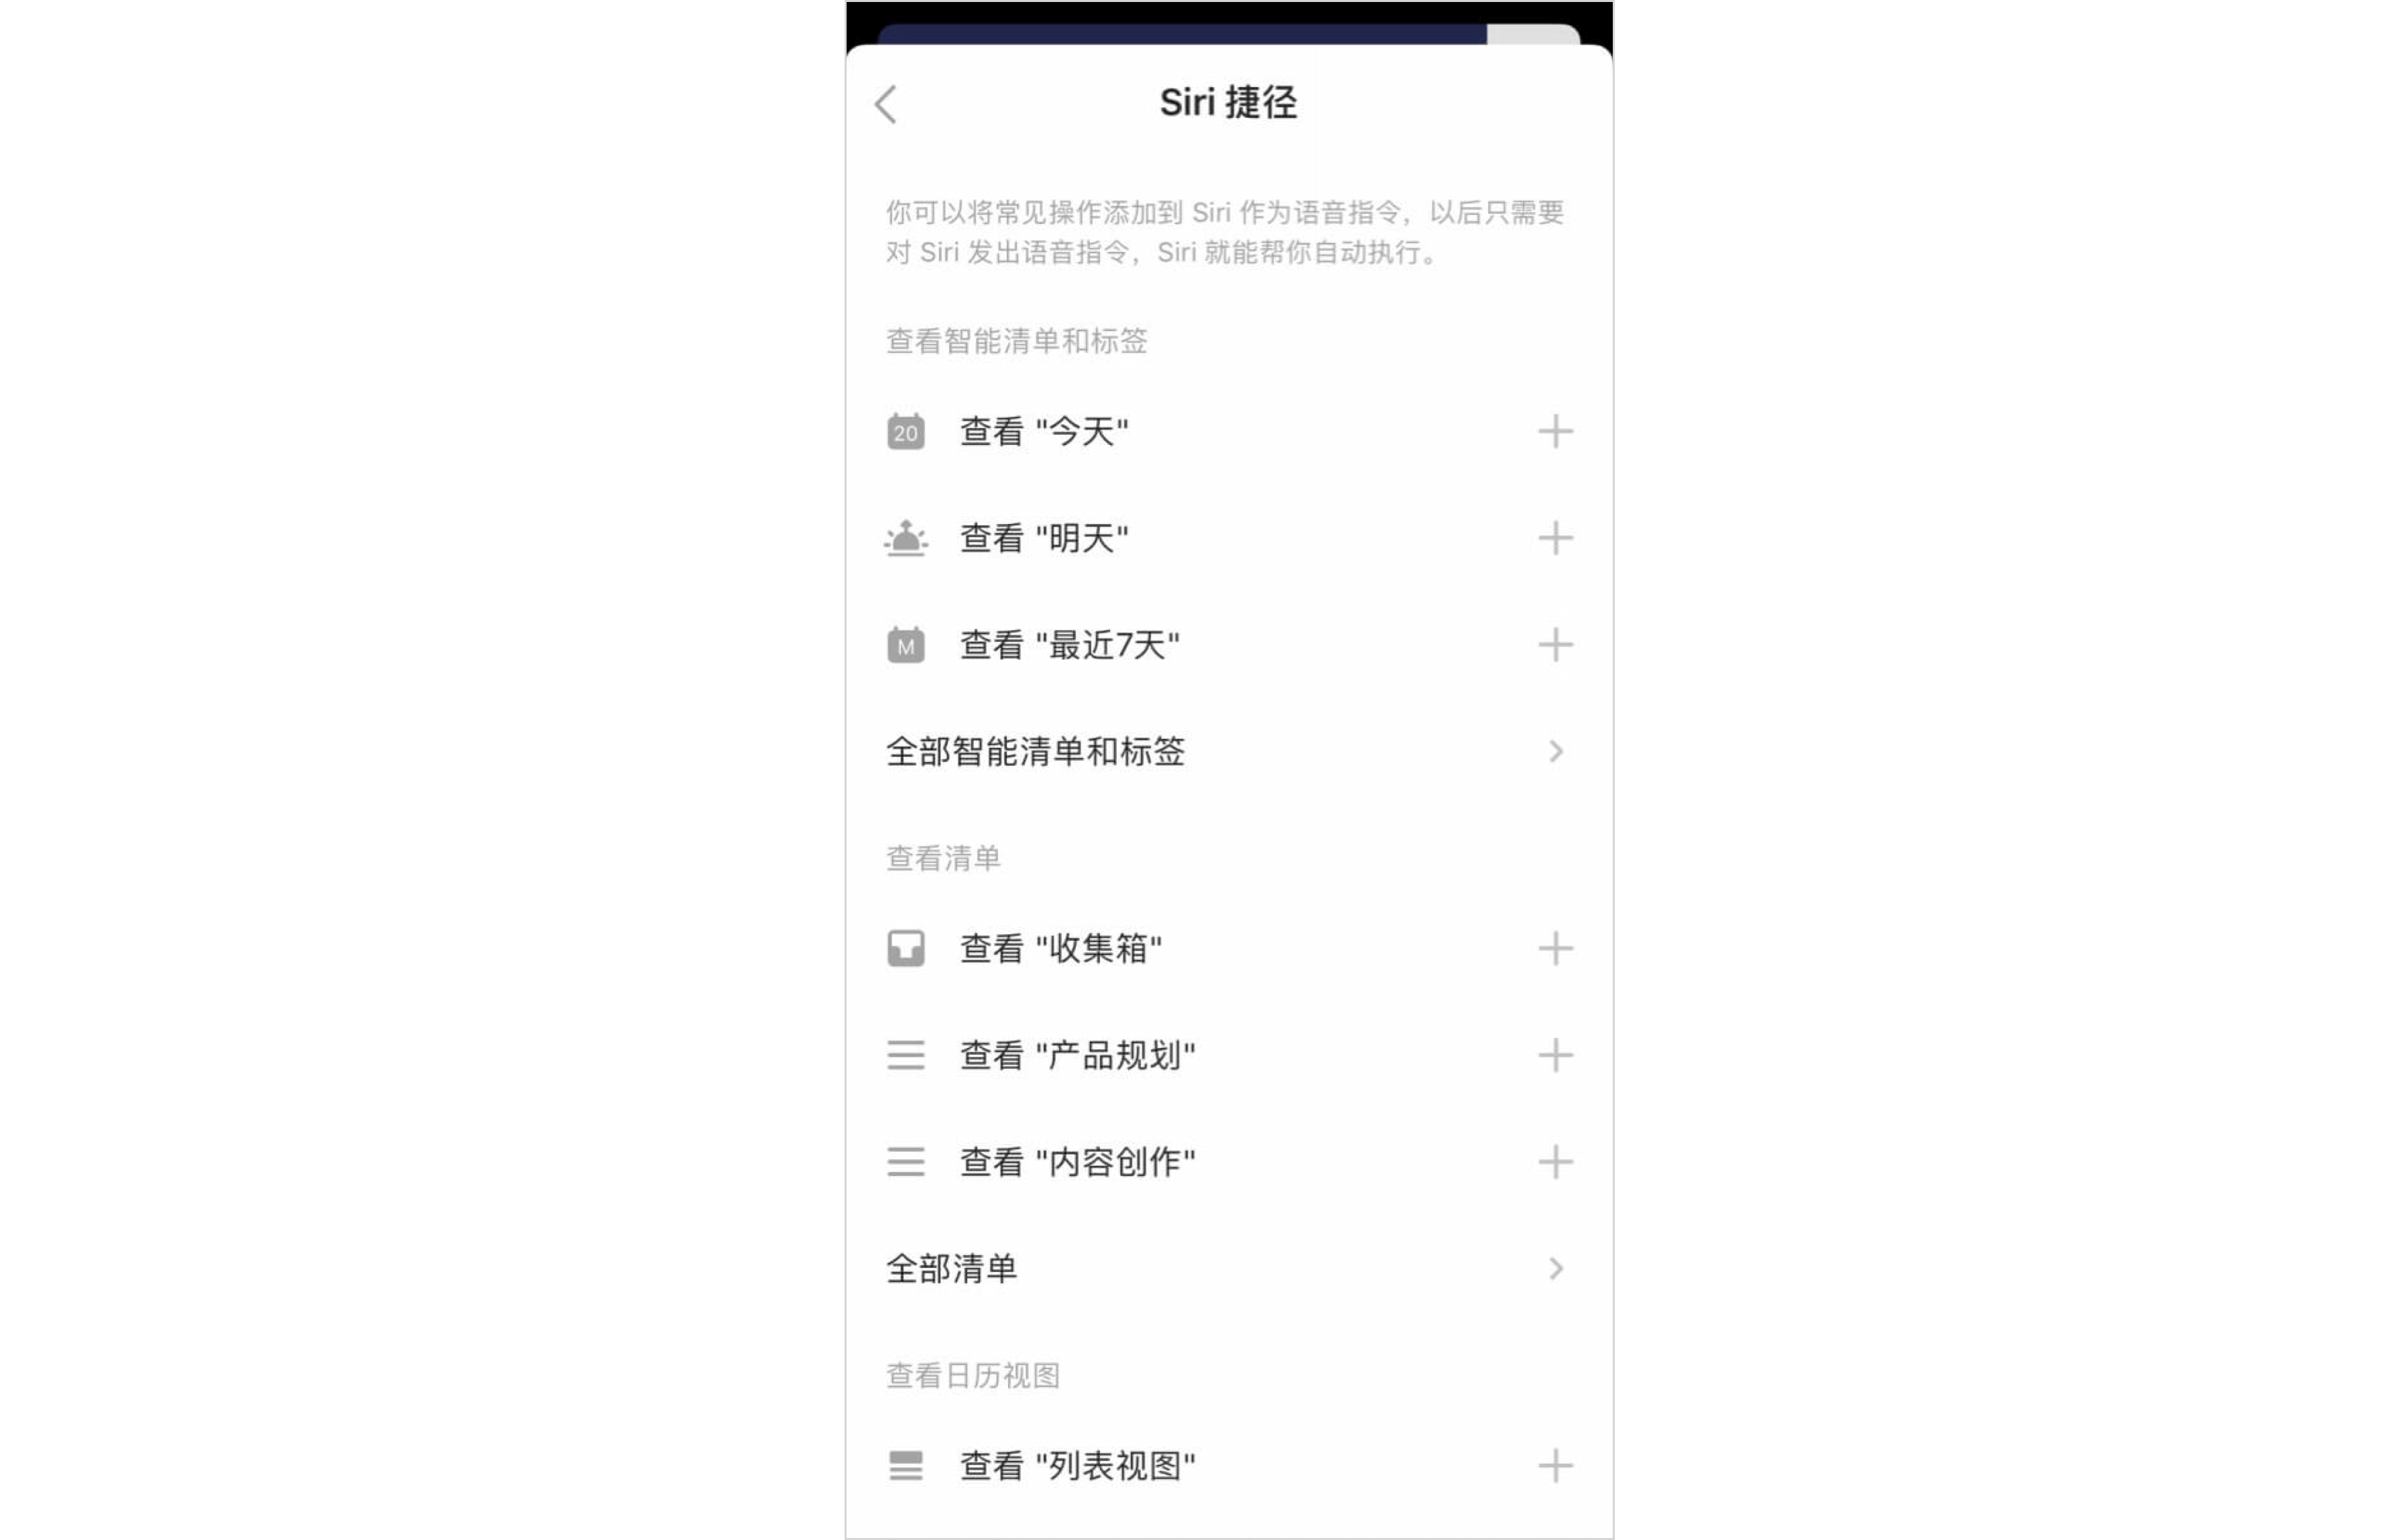 Siri 捷径
你可以将常见操作添加到 Siri 作为语音指令，以后只需要
对 Siri 发出语音指令，Siri 就能帮你自动执行。
查看智能清单和标签
20
查看 "今天"
查看 "明天"
M
查看 "最近7天"
全部智能清单和标签
查看清单
查看 "收集箱"
查看 "产品规划"
查看 "内容创作"
全部清单
查看日历视图
查看 "列表视图"